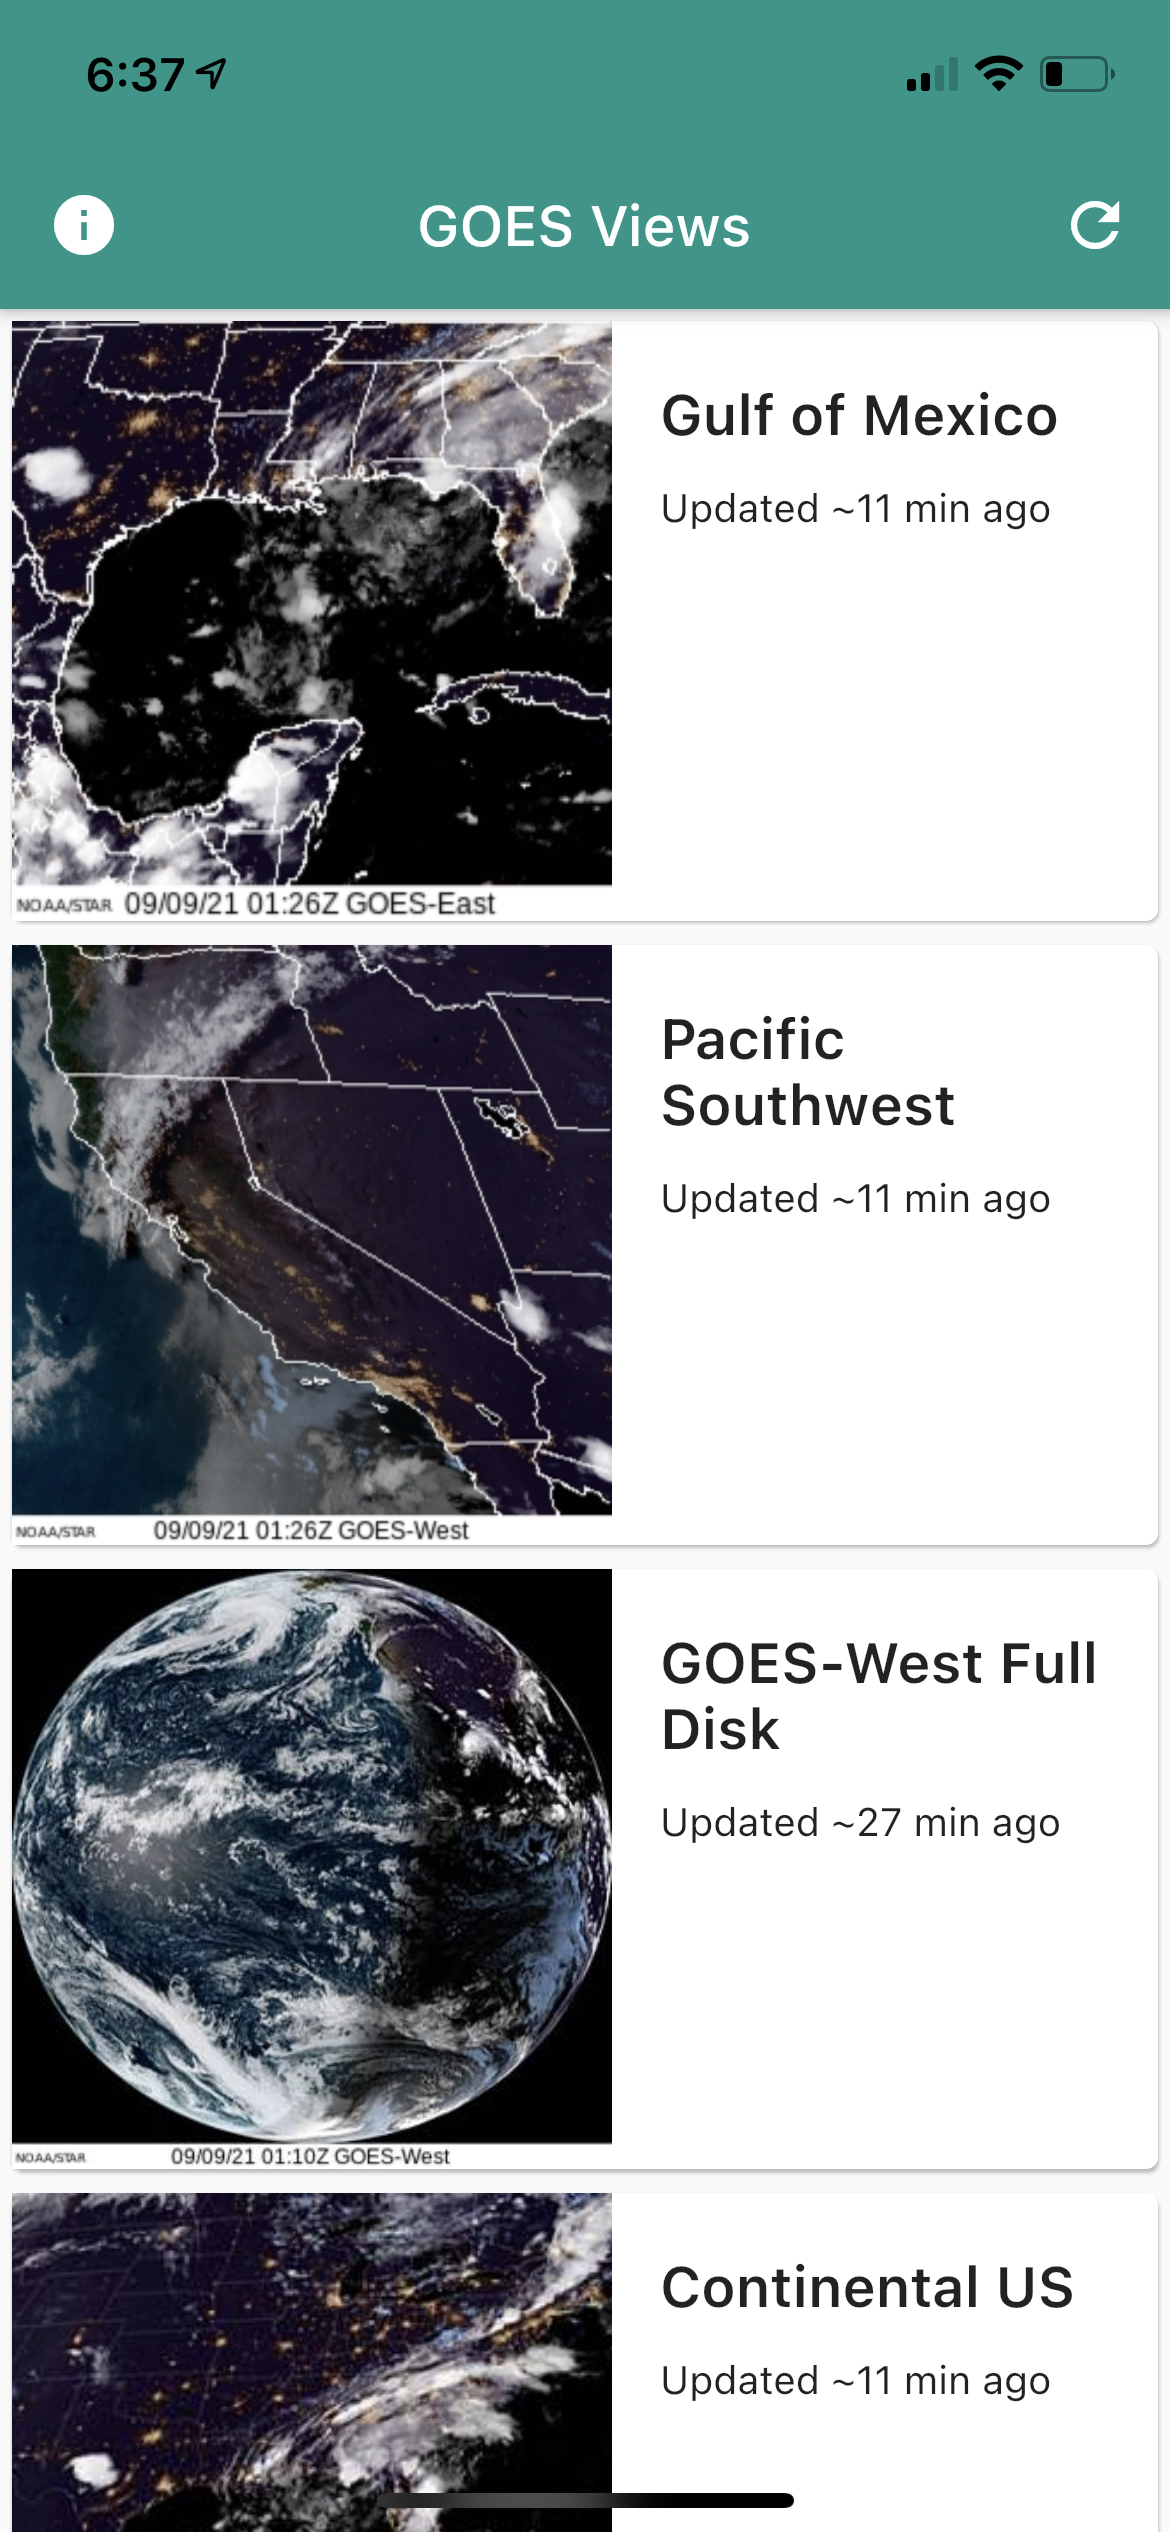 6:37
GOES Views
Gulf of Mexico
Updated ~11 min ago
NOAA/STAR 09/09/21 01:26Z GOES-East
Pacific
Southwest
Updated ~11 min ago
NOAA/STAR 09/09/21 01:26Z GOES-West
GOES-West Full
Disk
Updated ~27 min ago
NOAA/STAR 09/09/21 01:10Z GOES-West
Continental US
Updated ~11 min ago